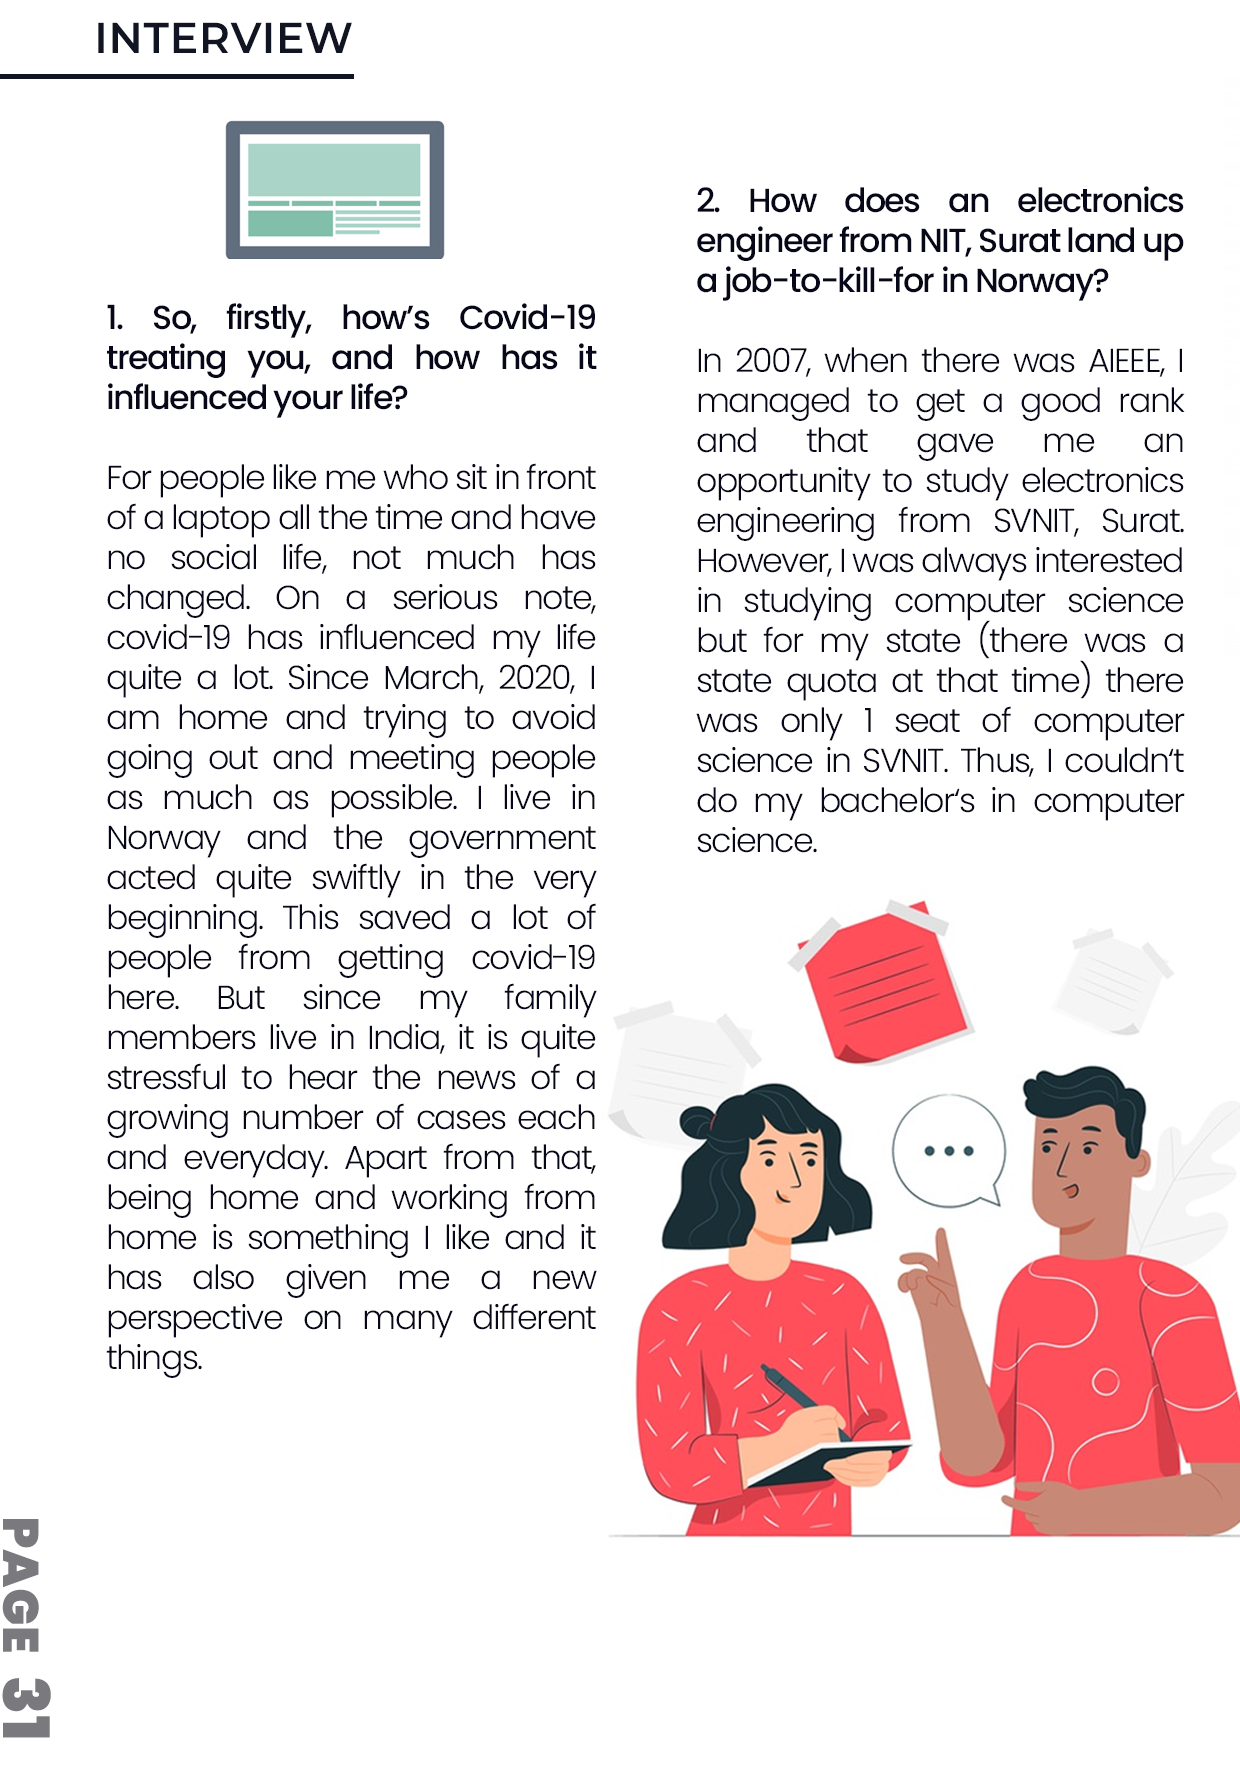 INTERVIEW
1. So, firstly, how's Covid-19
treating you, and how has it
influenced your life?
For people like me who sit in front
of a laptop all the time and have
no social life, not much has
changed. On a serious note,
covid-19 has influenced my life
quite a lot. Since March, 2020, I
am home and trying to avoid
going out and meeting people
as much as possible. I live in
Norway and the government
acted quite swiftly in the very
beginning. This saved a lot of
people from getting covid-19
here. But since my family
members live in India, it is quite
stressful to hear the news of a
growing number of cases each
and everyday. Apart from that,
being home and working from
home is something I like and it
has also given me a new
perspective on many different
things.
2. How does an electronics
engineer from NIT, Surat land up
a job-to-kill-for in Norway?
In 2007, when there was AIEEE, I
managed to get a good rank
and that gave me an
opportunity to study electronics
engineering from SVNIT, Surat.
However, I was always interested
in studying computer science
but for my state (there was a
state quota at that time) there
was only 1 seat of computer
science in SVNIT. Thus, I couldn't
do my bachelor's in computer
science.
PAGE 31